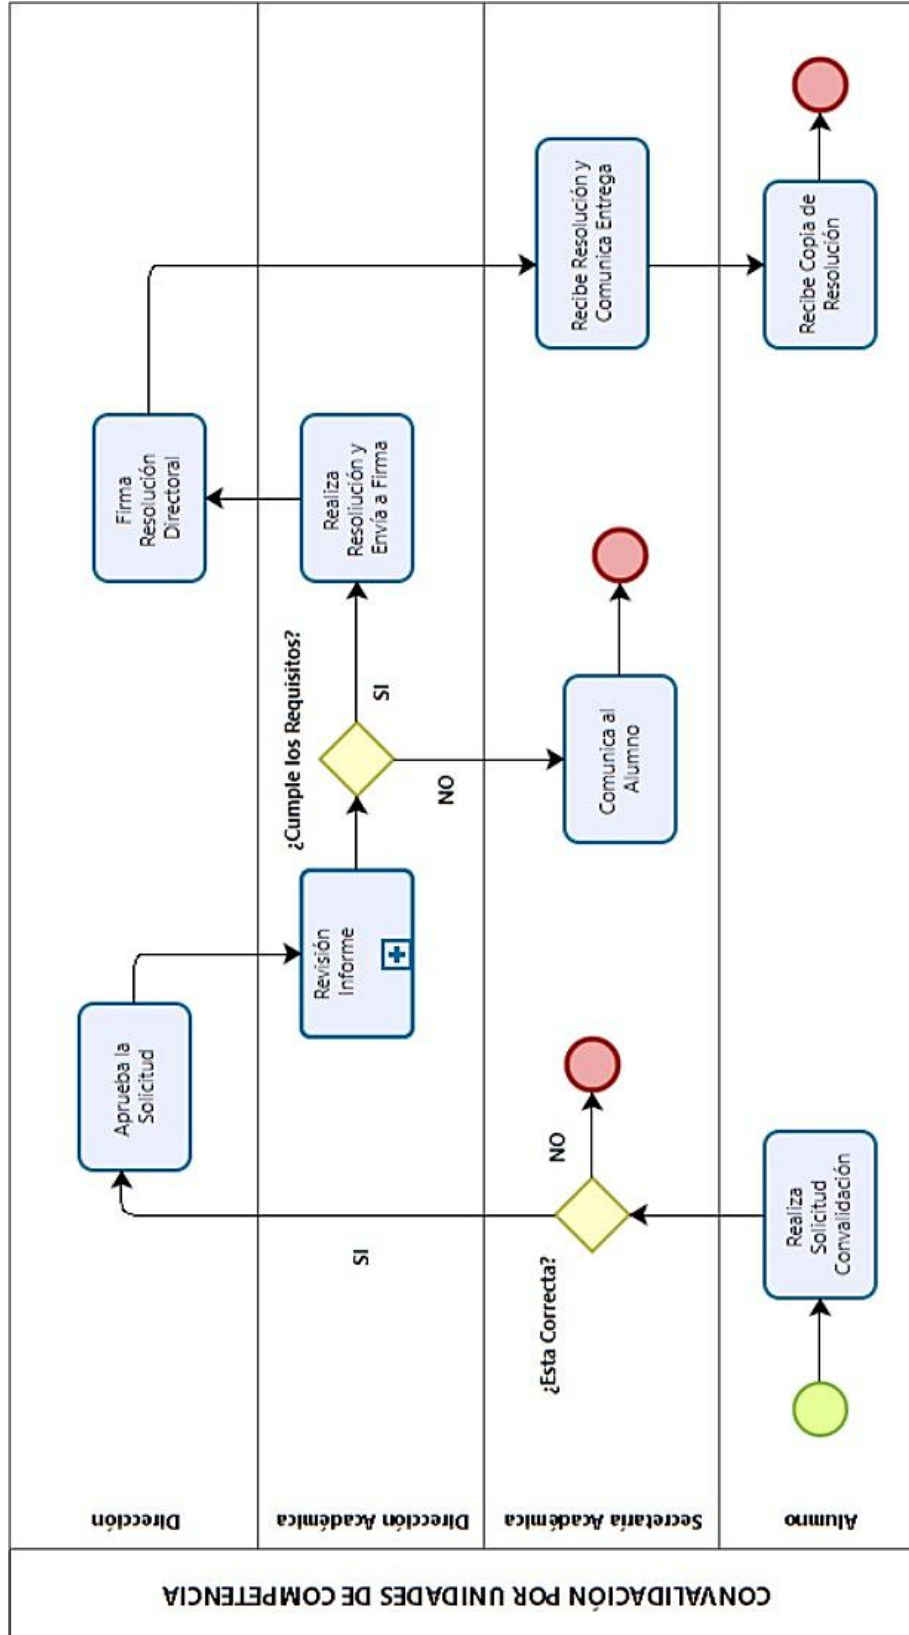 CONVALIDACIÓN POR UNIDADES DE COMPETENCIA
Dirección
Aprueba la
Solicitud
Firma
Resolución
Directoral
Dirección Académica
Revisión
Informe
¿Cumple los Requisitos?
SI
NO
Realiza
Resoliución y
Envía a Firma
Secretaría Académica
¿Esta Correcta?
SI
NO
Comunica al
Alumno
Recibe Resolución y
Comunica Entrega
Alumno
Realiza
Solicitud
Convalidación
Recibe Copia de
Resolución